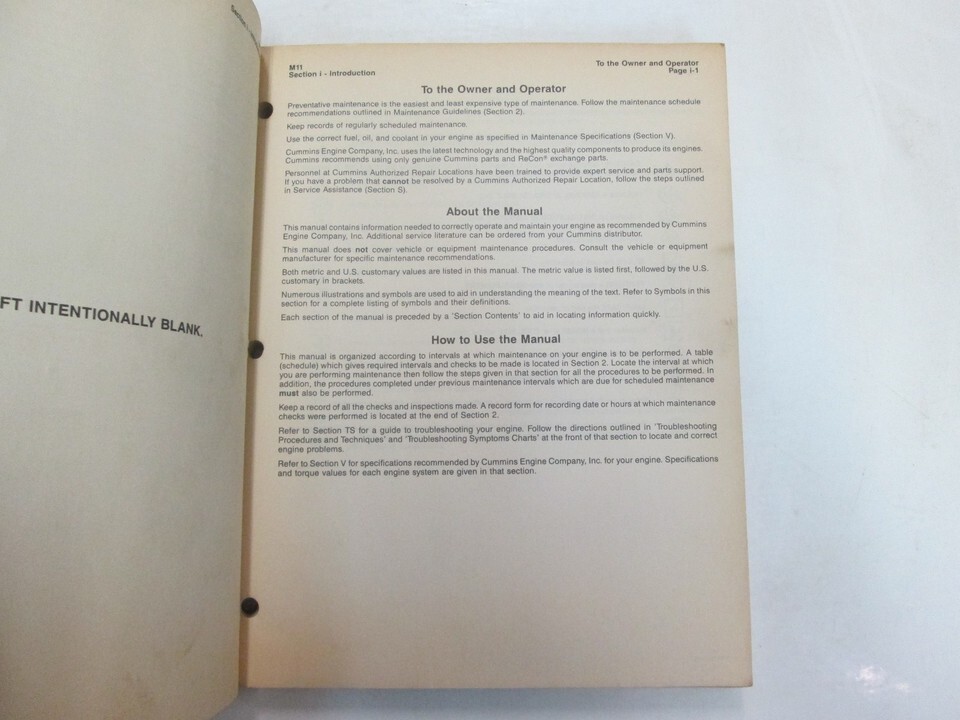 Section i
FT INTENTIONALLY BLANK.
M11
Section i - Introduction
To the Owner and Operator
Page i-1
To the Owner and Operator
Preventative maintenance is the easiest and least expensive type of maintenance. Follow the maintenance schedule
recommendations outlined in Maintenance Guidelines (Section 2).
Keep records of regularly scheduled maintenance.
Use the correct fuel, oil, and coolant in your engine as specified in Maintenance Specifications (Section V).
Cummins Engine Company, Inc. uses the latest technology and the highest quality components to produce its engines.
Cummins recommends using only genuine Cummins parts and ReCon® exchange parts.
Personnel at Cummins Authorized Repair Locations have been trained to provide expert service and parts support.
If you have a problem that cannot be resolved by a Cummins Authorized Repair Location, follow the steps outlined
in Service Assistance (Section S).
About the Manual
This manual contains information needed to correctly operate and maintain your engine as recommended by Cummins
Engine Company, Inc. Additional service literature can be ordered from your Cummins distributor.
This manual does not cover vehicle or equipment maintenance procedures. Consult the vehicle or equipment
manufacturer for specific maintenance recommendations.
Both metric and U.S. customary values are listed in this manual. The metric value is listed first, followed by the U.S.
customary in brackets.
Numerous illustrations and symbols are used to aid in understanding the meaning of the text. Refer to Symbols in this
section for a complete listing of symbols and their definitions.
Each section of the manual is preceded by a 'Section Contents' to aid in locating information quickly.
How to Use the Manual
This manual is organized according to intervals at which maintenance on your engine is to be performed. A table
(schedule) which gives required intervals and checks to be made is located in Section 2. Locate the interval at which
you are performing maintenance then follow the steps given in that section for all the procedures to be performed. In
addition, the procedures completed under previous maintenance intervals which are due for scheduled maintenance
must also be performed.
Keep a record of all the checks and inspections made. A record form for recording date or hours at which maintenance
checks were performed is located at the end of Section 2.
Refer to Section TS for a guide to troubleshooting your engine. Follow the directions outlined in 'Troubleshooting
Procedures and Techniques' and 'Troubleshooting Symptoms Charts' at the front of that section to locate and correct
engine problems.
Refer to Section V for specifications recommended by Cummins Engine Company, Inc. for your engine. Specifications
and torque values for each engine system are given in that section.